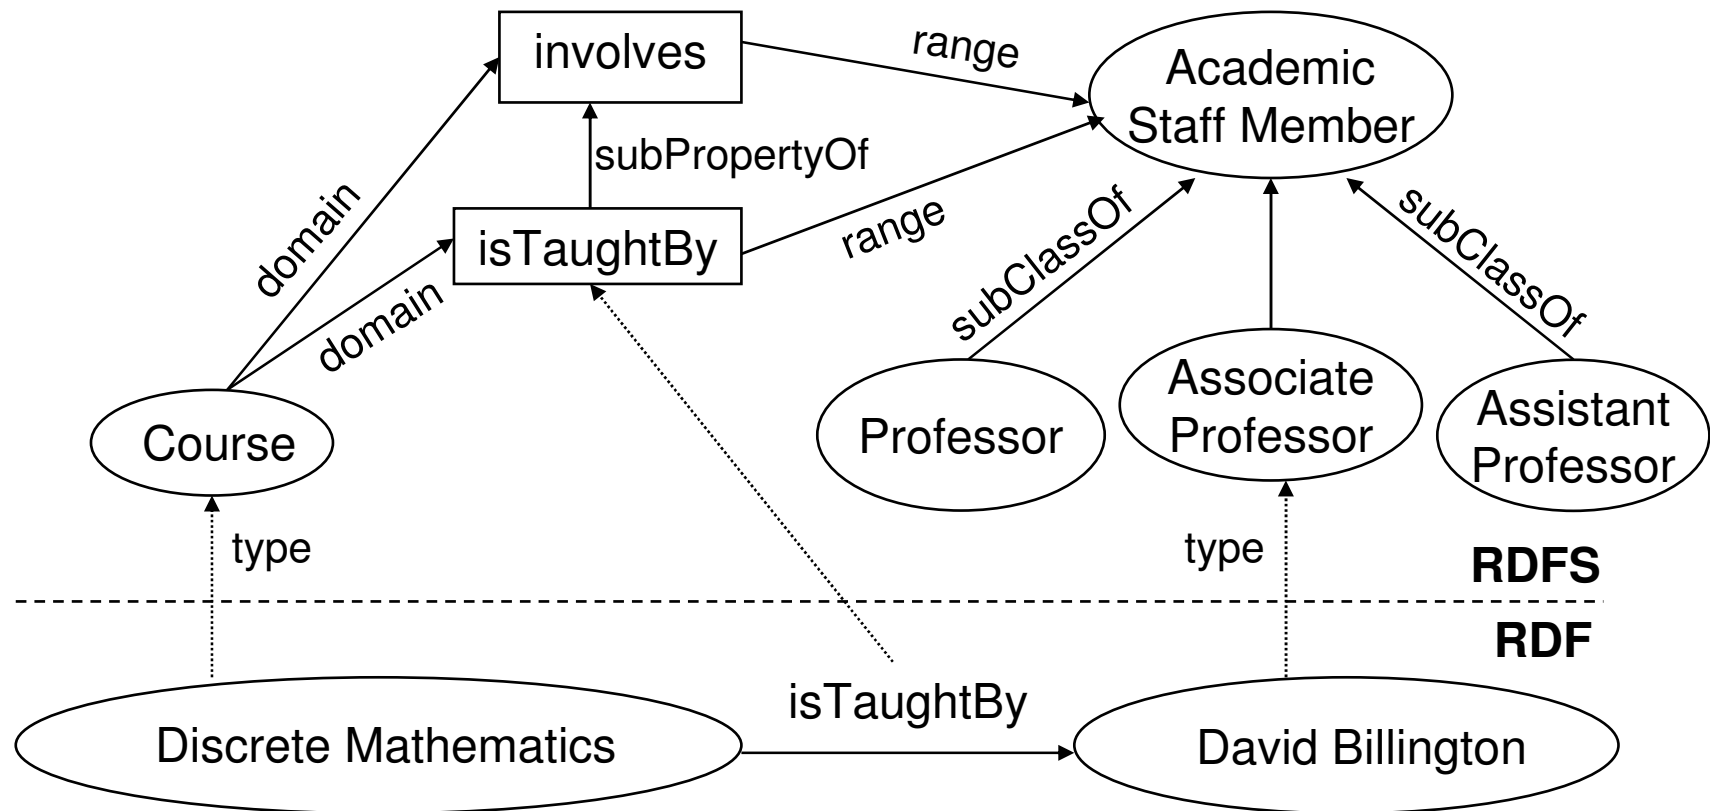 involves
range
Academic
Staff Member
subPropertyOf
domain
isTaughtBy
range
subClassOf
subClassOf
domain
Course
Professor
Associate
Professor
Assistant
Professor
type
type
RDFS
RDF
isTaughtBy
Discrete Mathematics
David Billington